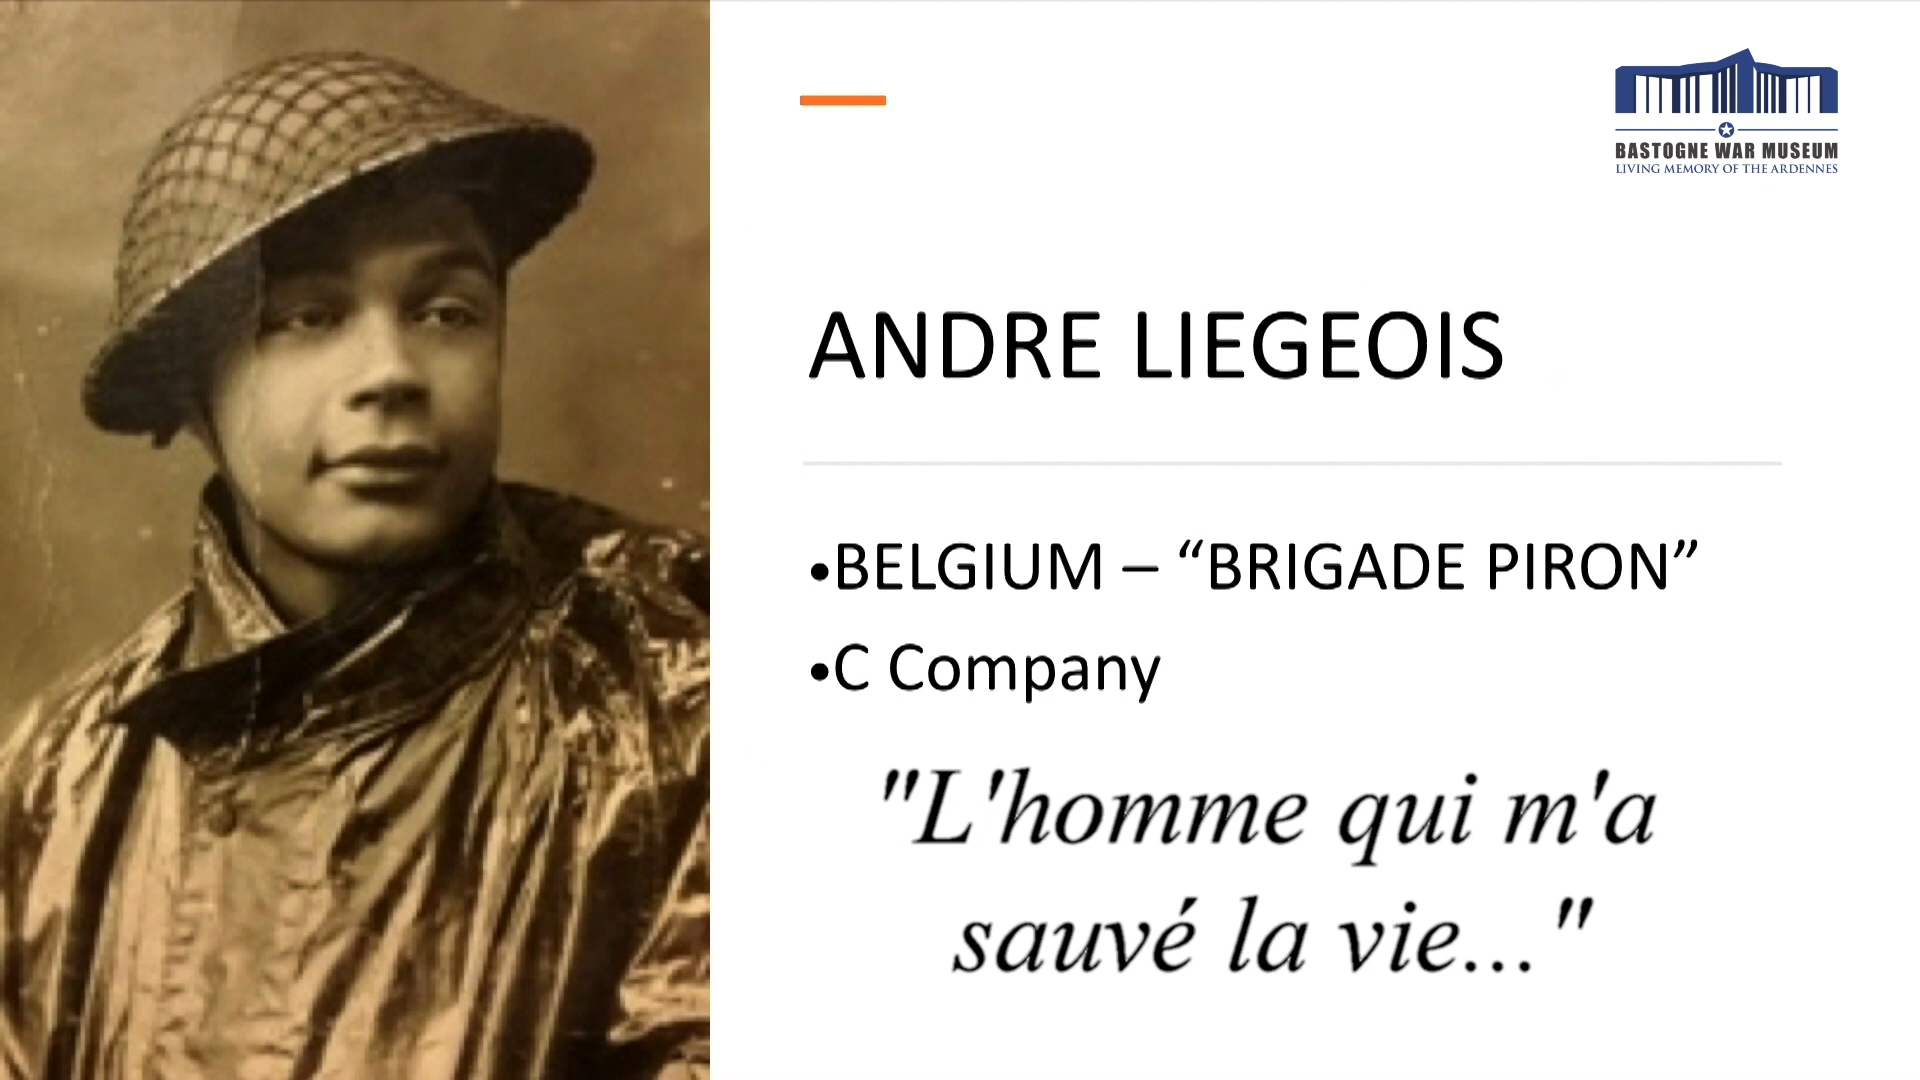 BASTOGNE WAR MUSEUM
LIVING MEMORY OF THE ARDENNES
ANDRE LIEGEOIS
•BELGIUM – “BRIGADE PIRON”
•C Company
"L'homme qui m'a
sauvé la vie..."